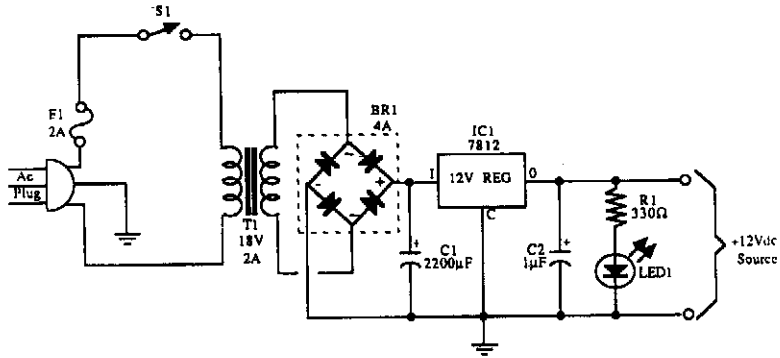 S1
F1
2A
Ac
Plug
T1
18V
2A
BR1
4A
~
~
-
+
IC1
7812
I
12V REG
O
C
+
C1
2200µF
+
C2
1µF
R1
330Ω
LED1
+12Vdc
Source